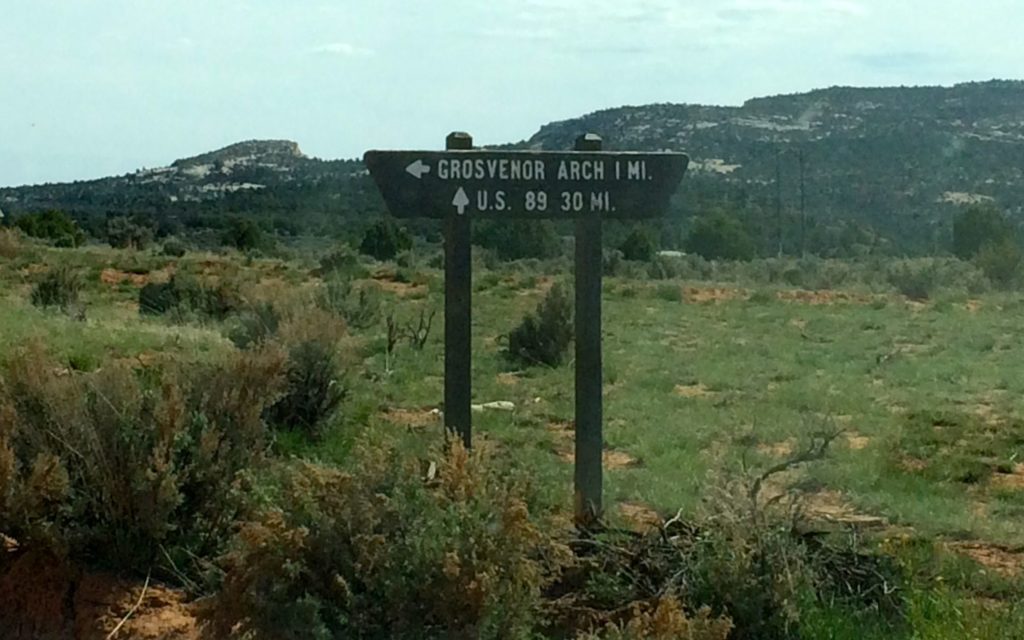 GROSVENOR ARCH 1 MI.
U.S. 89 30 MI.